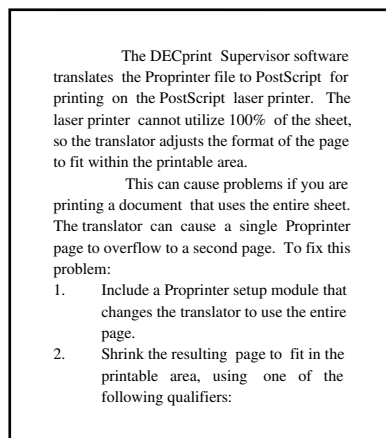 The DECprint Supervisor software
translates the Proprinter file to PostScript for
printing on the PostScript laser printer. The
laser printer cannot utilize 100% of the sheet,
so the translator adjusts the format of the page
to fit within the printable area.
This can cause problems if you are
printing a document that uses the entire sheet.
The translator can cause a single Proprinter
page to overflow to a second page. To fix this
problem:
1. Include a Proprinter setup module that
changes the translator to use the entire
page.
2. Shrink the resulting page to fit in the
printable area, using one of the
following qualifiers: